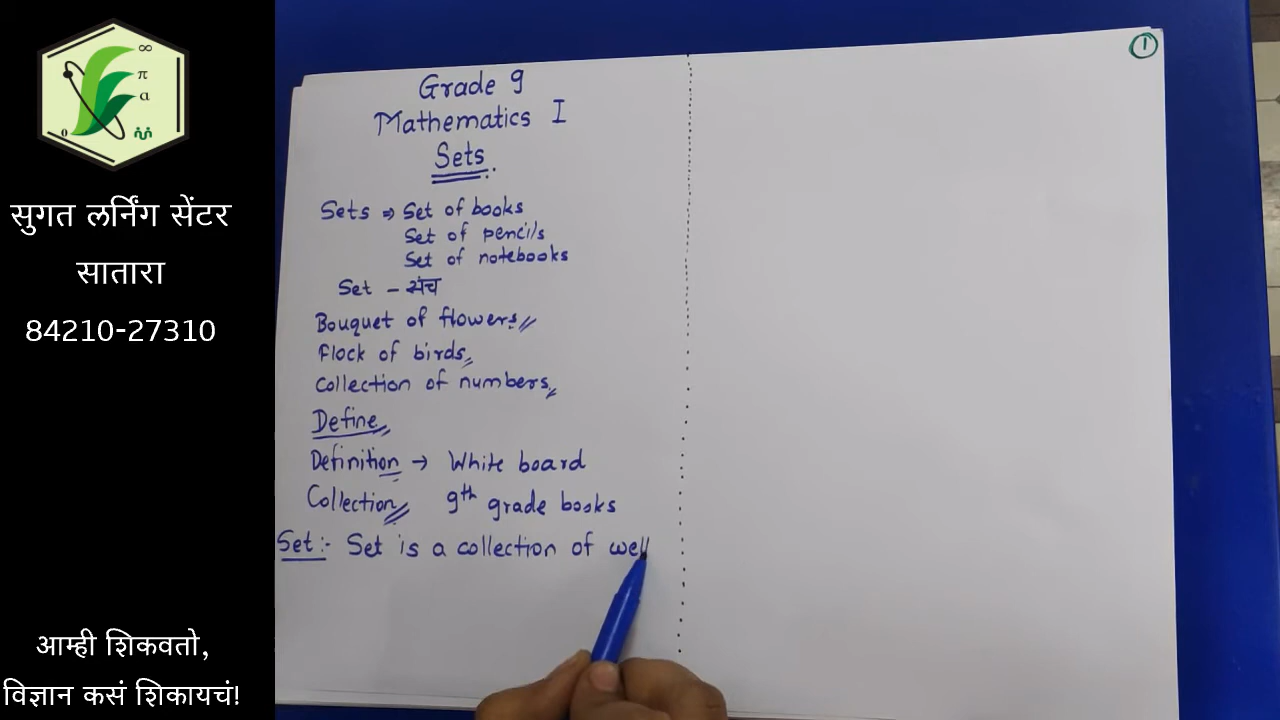 ∞
π
a
0
सुगत लर्निंग सेंटर
सातारा
84210-27310
आम्ही शिकवतो,
विज्ञान कसं शिकायचं!
1
Grade 9
Mathematics I
Sets
Sets ⇒ Set of books
Set of pencils
Set of notebooks
Set - संच
Bouquet of flowers
Flock of birds
Collection of numbers
Define
Definition → White board
Collection 9th grade books
Set:- Set is a collection of well